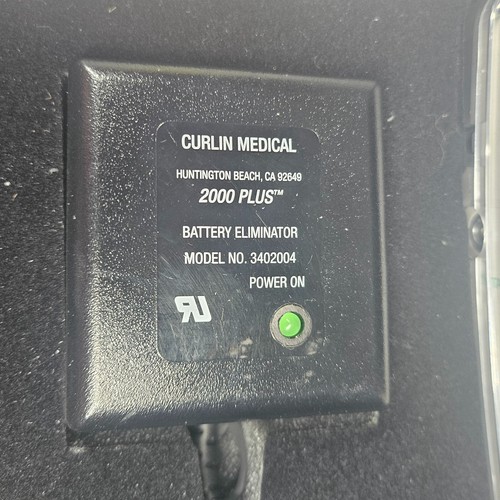 CURLIN MEDICAL
HUNTINGTON BEACH, CA 92649
2000 PLUS™
BATTERY ELIMINATOR
MODEL NO. 3402004
POWER ON